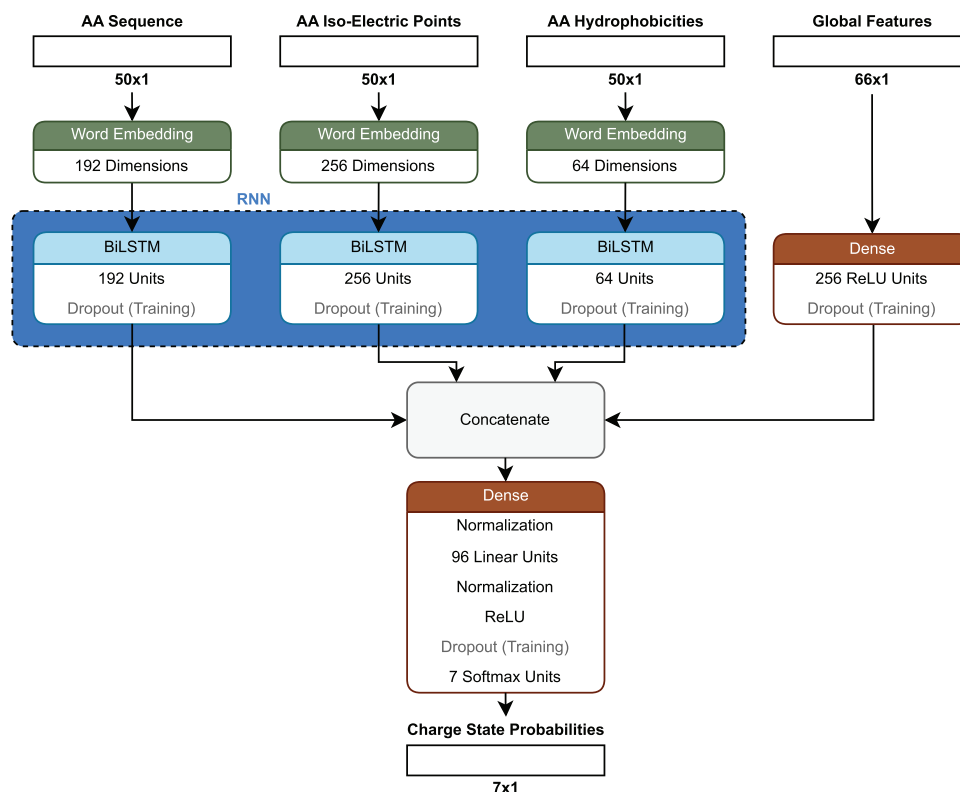 AA Sequence
AA Iso-Electric Points
AA Hydrophobicities
Global Features
50x1
50x1
50x1
66x1
Word Embedding
192 Dimensions
Word Embedding
256 Dimensions
Word Embedding
64 Dimensions
RNN
BiLSTM
192 Units
Dropout (Training)
BiLSTM
256 Units
Dropout (Training)
BiLSTM
64 Units
Dropout (Training)
Dense
256 ReLU Units
Dropout (Training)
Concatenate
Dense
Normalization
96 Linear Units
Normalization
ReLU
Dropout (Training)
7 Softmax Units
Charge State Probabilities
7x1